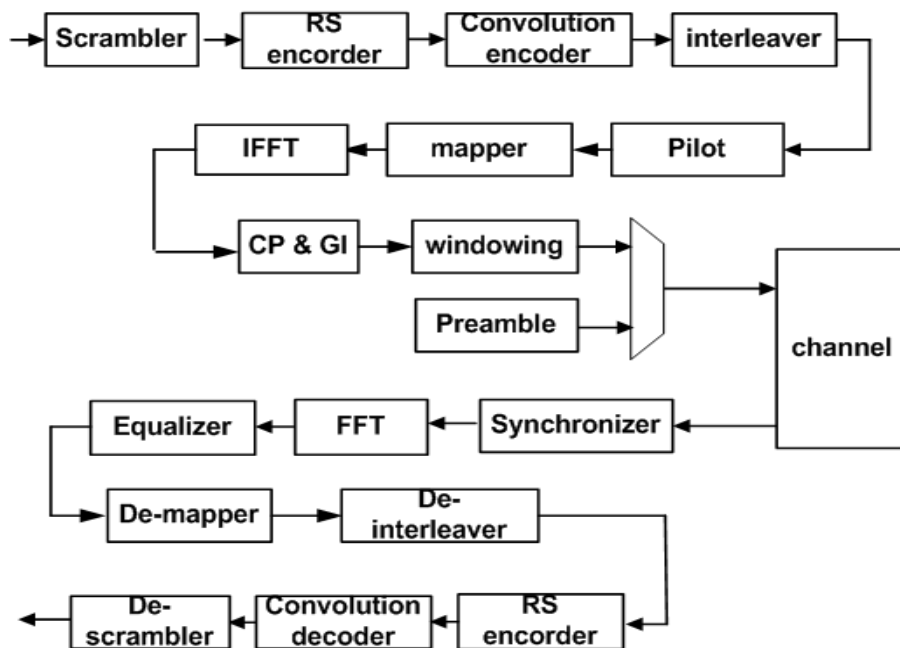 Scrambler
RS
encorder
Convolution
encoder
interleaver
IFFT
mapper
Pilot
CP & GI
windowing
Preamble
channel
Equalizer
FFT
Synchronizer
De-mapper
De-
interleaver
De-
scrambler
Convolution
decoder
RS
encorder